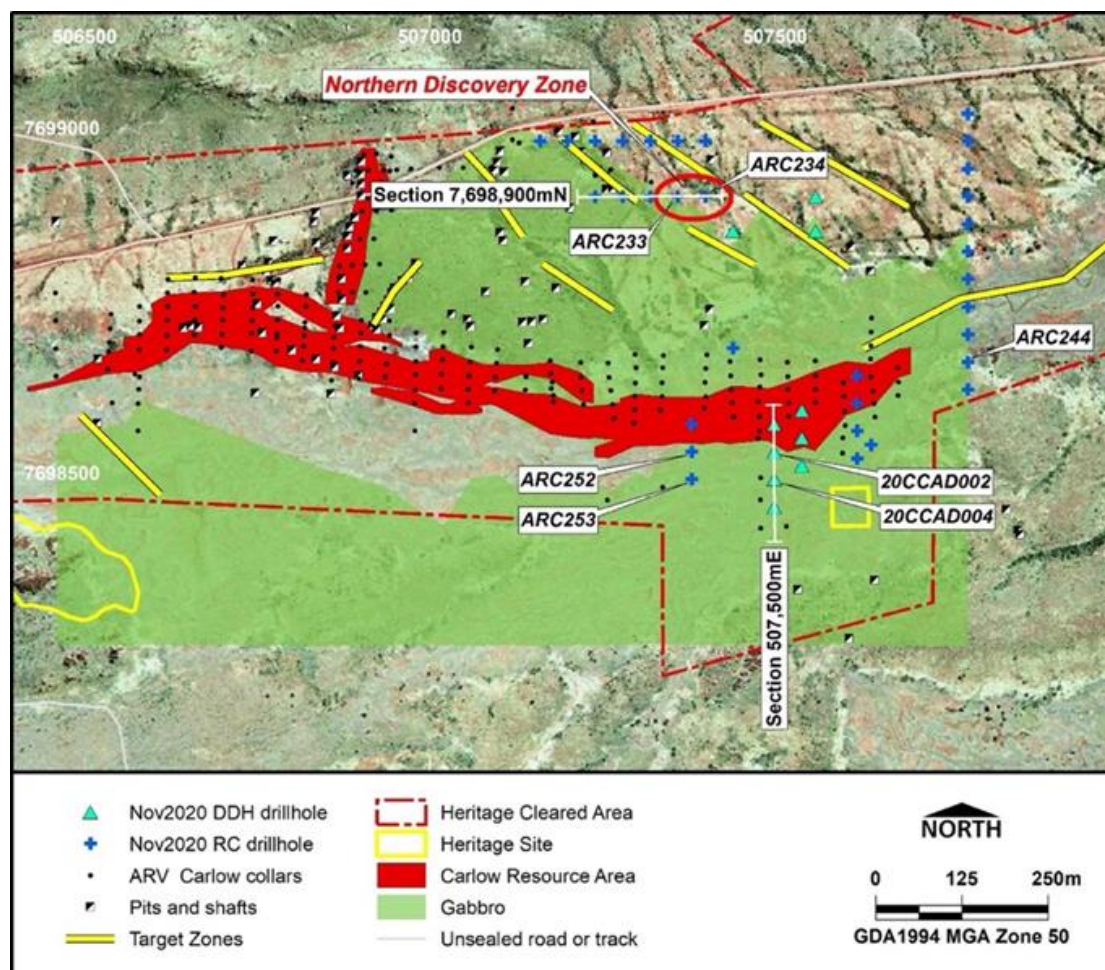 506500
507000
507500
Northern Discovery Zone
7699000
ARC234
Section 7,698,900mN
ARC233
ARC244
7698500
ARC252
20CCAD002
ARC253
20CCAD004
Section 507,500mE
Nov2020 DDH drillhole
Nov2020 RC drillhole
ARV Carlow collars
Pits and shafts
Target Zones
Heritage Cleared Area
Heritage Site
Carlow Resource Area
Gabbro
Unsealed road or track
NORTH
0 125 250m
GDA1994 MGA Zone 50